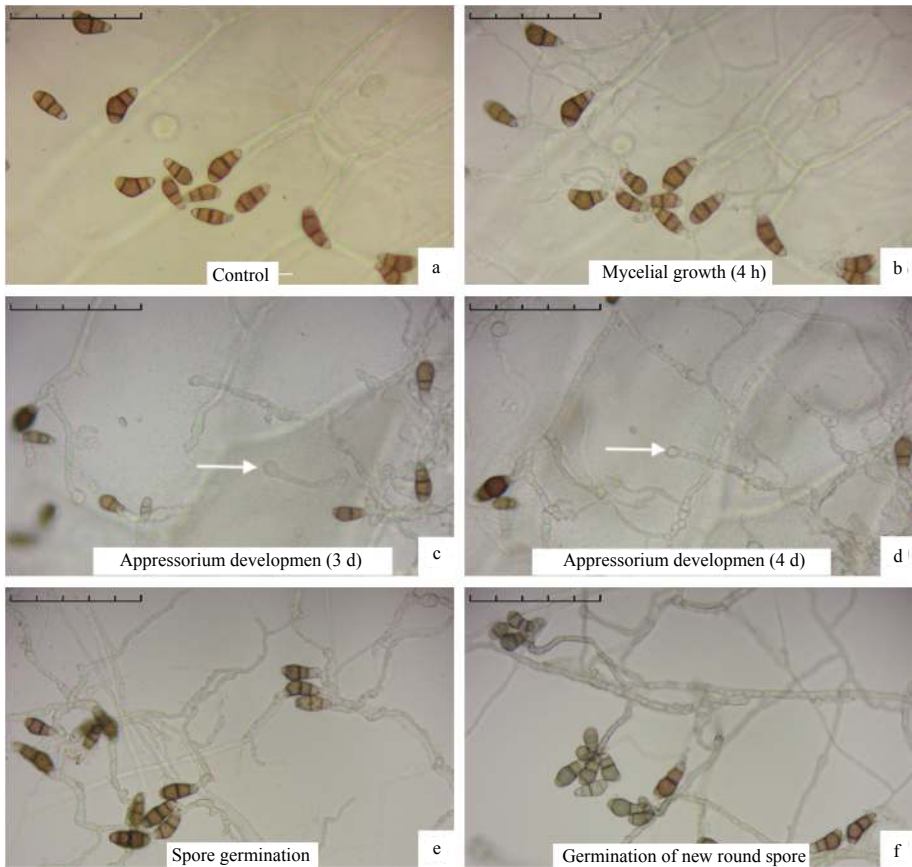 Control
a
Mycelial growth (4 h)
b
Appressorium developmen (3 d)
c
Appressorium developmen (4 d)
d
Spore germination
e
Germination of new round spore
f